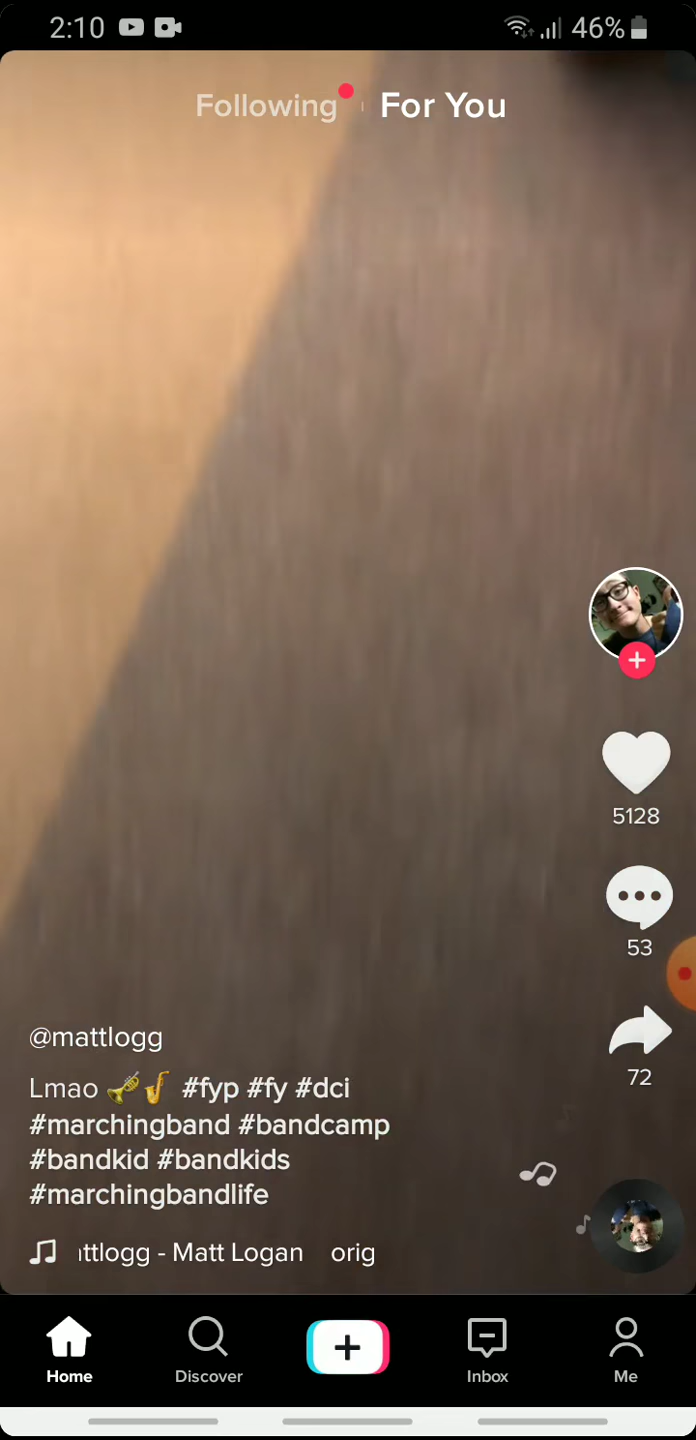 2:10 46%
Following For You
5128
53
72
@mattlogg
Lmao 🎺🎷 #fyp #fy #dci
#marchingband #bandcamp
#bandkid #bandkids
#marchingbandlife
ttlogg - Matt Logan orig
Home Discover Inbox Me